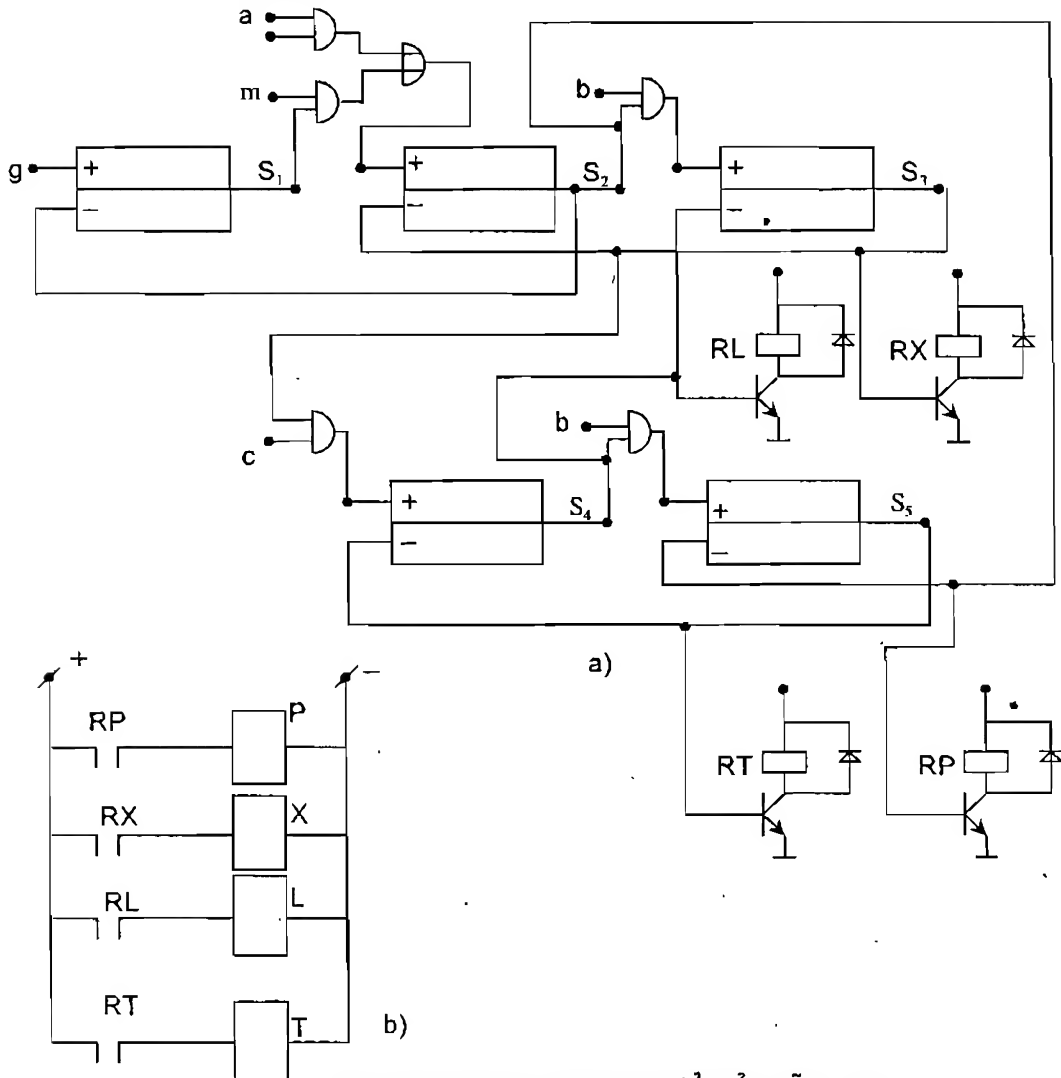 a
m
b
g
+
S₁
+
S₂
+
S₃
−
−
−
RL
RX
b
c
+
S₄
+
S₅
−
−
a)
+
−
RP
P
RT
RP
RX
X
RL
L
RT
T
b)